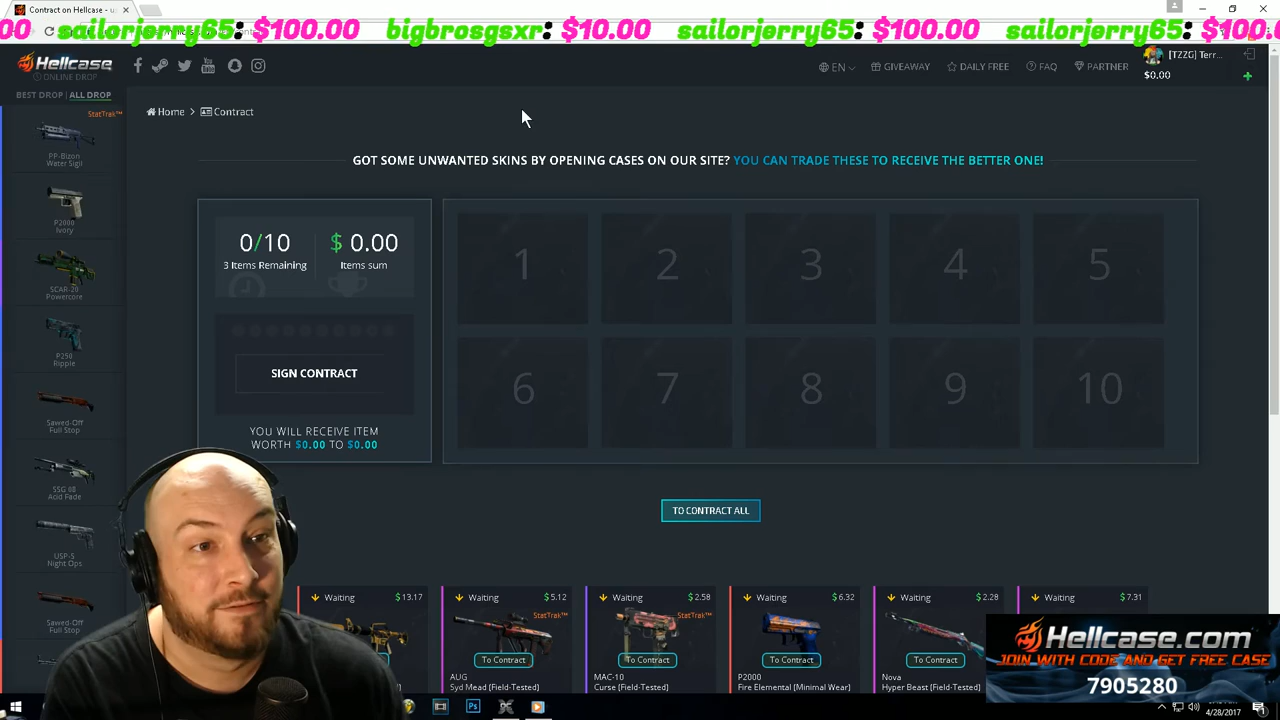 Contract on Hellcase - u
00 sailorjerry65: $100.00 bigbrosgsxr: $10.00 sailorjerry65: $100.00 sailorjerry65: $100.
Hellcase
ONLINE DROP
EN
GIVEAWAY
DAILY FREE
FAQ
PARTNER
[TZZG] Terr...
$0.00
BEST DROP | ALL DROP
Home > Contract
GOT SOME UNWANTED SKINS BY OPENING CASES ON OUR SITE? YOU CAN TRADE THESE TO RECEIVE THE BETTER ONE!
StatTrak™
PP-Bizon
Water Sigil
P2000
Ivory
SCAR-20
Powercore
P250
Ripple
Sawed-Off
Full Stop
SSG 08
Acid Fade
USP-S
Night Ops
Sawed-Off
Full Stop
0/10
3 Items Remaining
$ 0.00
Items sum
SIGN CONTRACT
YOU WILL RECEIVE ITEM
WORTH $0.00 TO $0.00
1 2 3 4 5
6 7 8 9 10
TO CONTRACT ALL
Waiting $13.17
Waiting $5.12
StatTrak™
To Contract
AUG
Syd Mead (Field-Tested)
Waiting $2.58
StatTrak™
To Contract
MAC-10
Curse (Field-Tested)
Waiting $6.32
To Contract
P2000
Fire Elemental (Minimal Wear)
Waiting $2.28
To Contract
Nova
Hyper Beast (Field-Tested)
Waiting $7.31
Hellcase.com
JOIN WITH CODE AND GET FREE CASE
7905280
4/28/2017